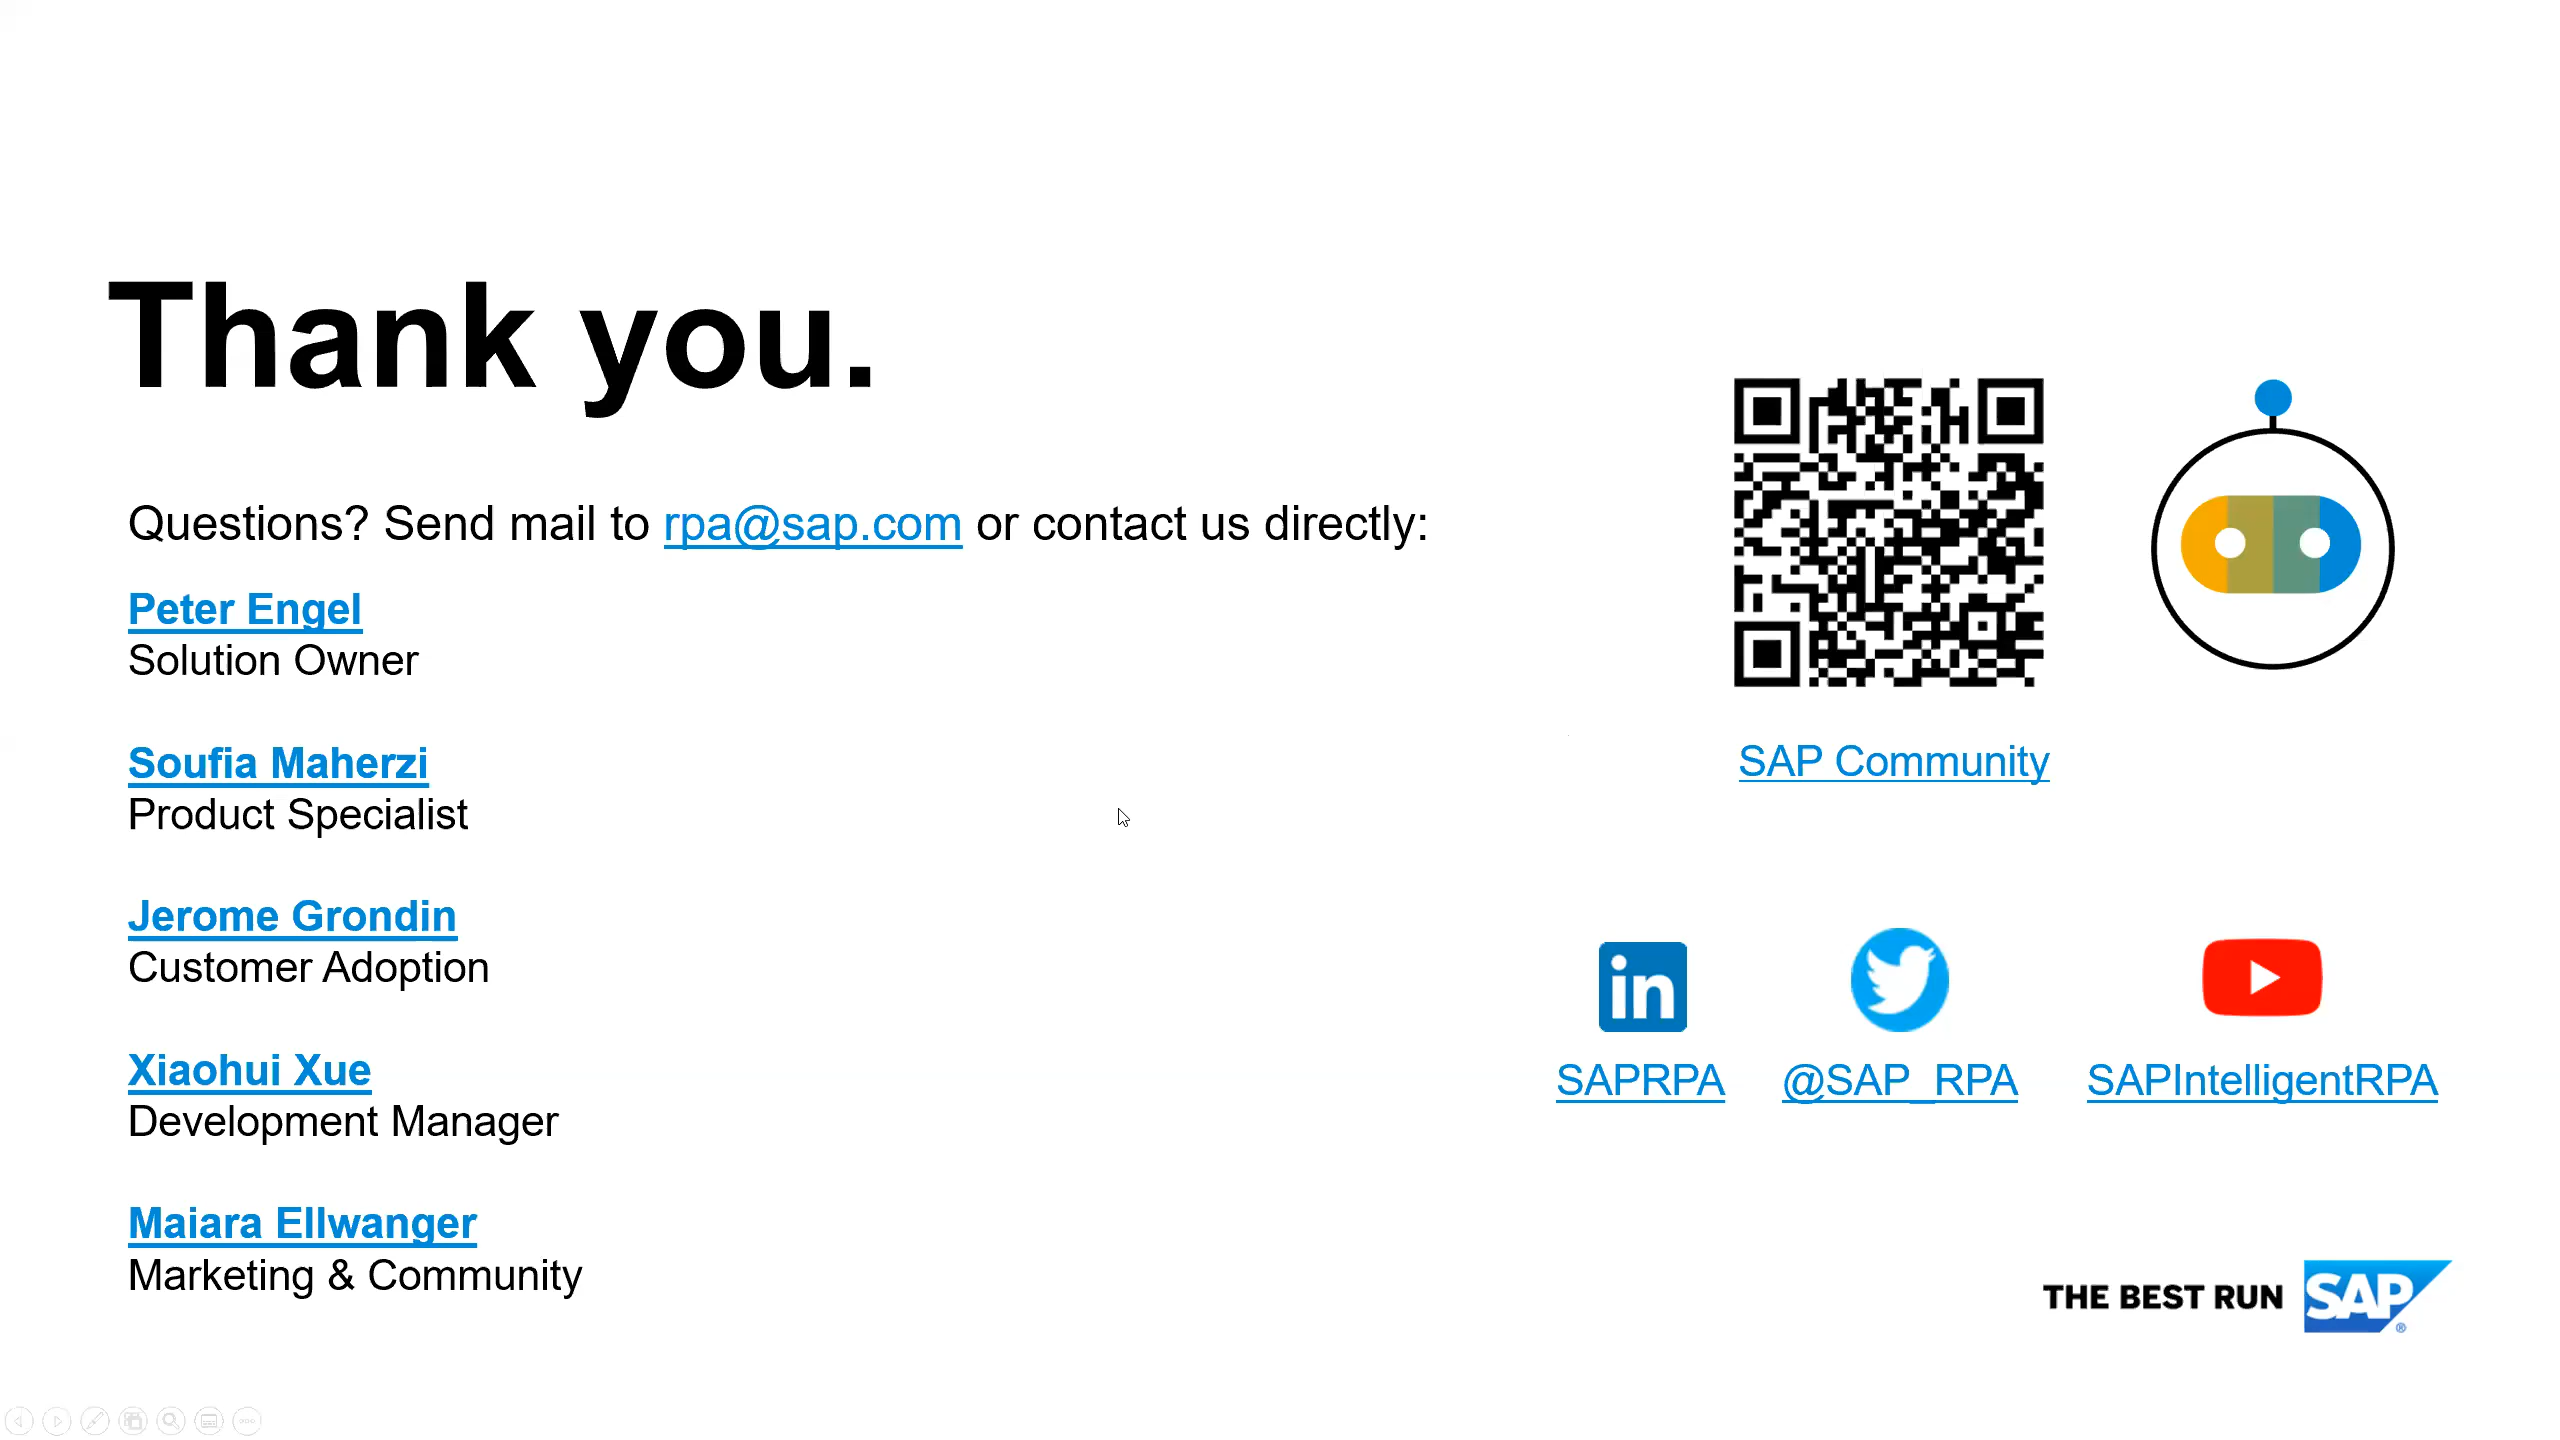 Thank you.
Questions? Send mail to rpa@sap.com or contact us directly:
Peter Engel
Solution Owner
Soufia Maherzi
Product Specialist
Jerome Grondin
Customer Adoption
Xiaohui Xue
Development Manager
Maiara Ellwanger
Marketing & Community
SAP Community
in
SAPRPA
@SAP_RPA
SAPIntelligentRPA
THE BEST RUN SAP®